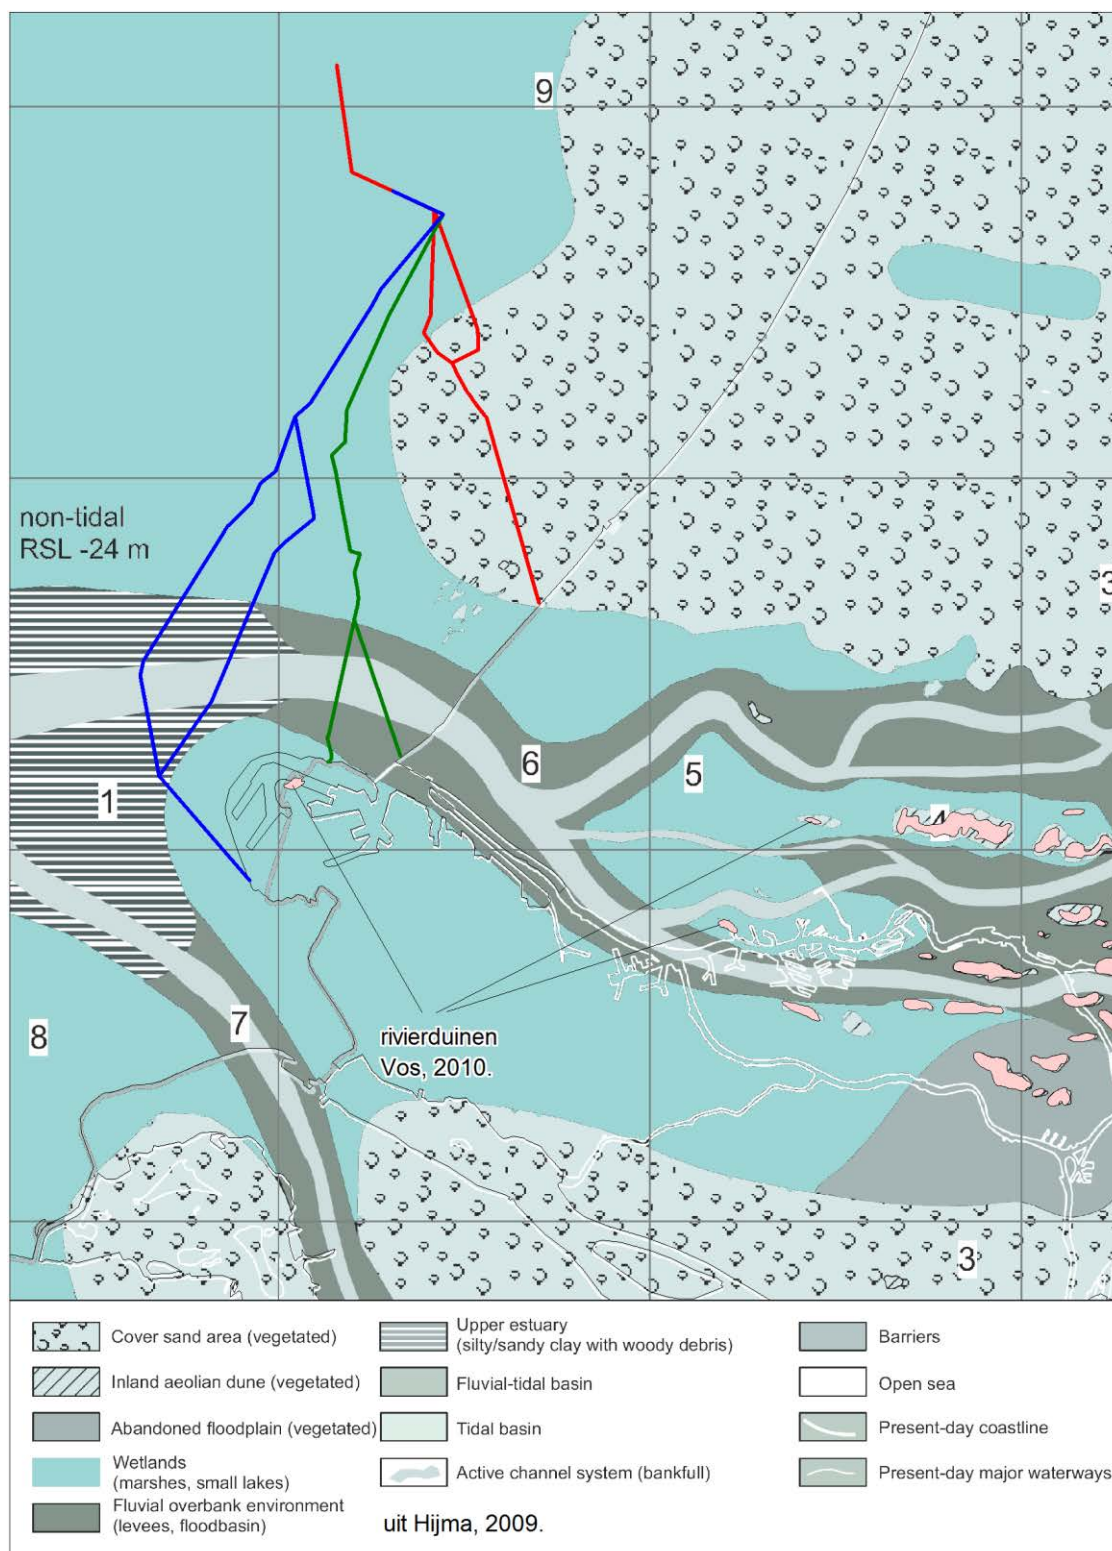 9
non-tidal
RSL -24 m
3
6
5
1
4
rivierduinen
Vos, 2010.
7
8
3
Cover sand area (vegetated)
Inland aeolian dune (vegetated)
Abandoned floodplain (vegetated)
Wetlands
(marshes, small lakes)
Fluvial overbank environment
(levees, floodbasin)
Upper estuary
(silty/sandy clay with woody debris)
Fluvial-tidal basin
Tidal basin
Active channel system (bankfull)
uit Hijma, 2009.
Barriers
Open sea
Present-day coastline
Present-day major waterways